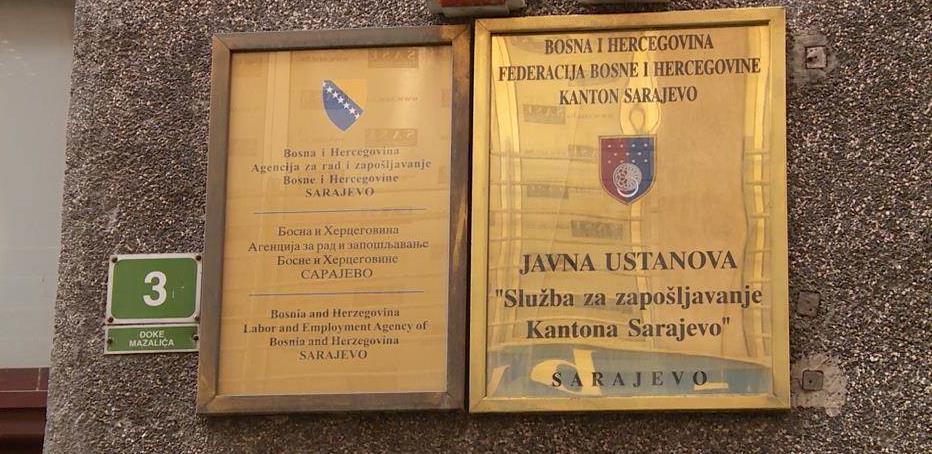 3
ĐOKE
MAZALIĆA
Bosna i Hercegovina
Agencija za rad i zapošljavanje
Bosne i Hercegovine
SARAJEVO
Босна и Херцеговина
Агенција за рад и запошљавање
Босне и Херцеговине
САРАЈЕВО
Bosnia and Herzegovina
Labor and Employment Agency of
Bosnia and Herzegovina
SARAJEVO
BOSNA I HERCEGOVINA
FEDERACIJA BOSNE I HERCEGOVINE
KANTON SARAJEVO
JAVNA USTANOVA
"Služba za zapošljavanje
Kantona Sarajevo"
SARAJEVO